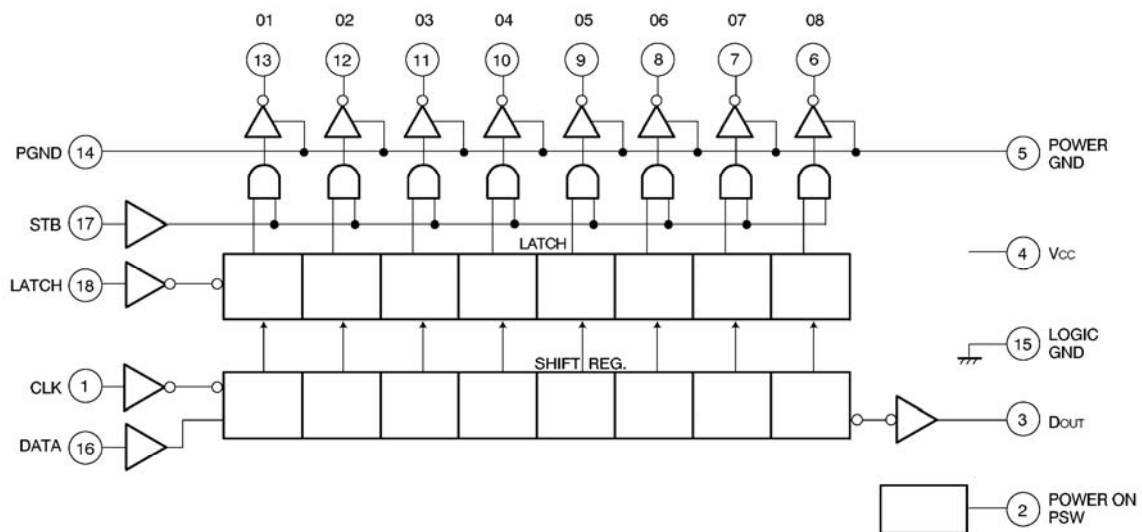 01 02 03 04 05 06 07 08
13 12 11 10 9 8 7 6
PGND 14
5 POWER GND
STB 17
LATCH
4 VCC
LATCH 18
15 LOGIC GND
SHIFT REG.
CLK 1
DATA 16
3 DOUT
2 POWER ON PSW